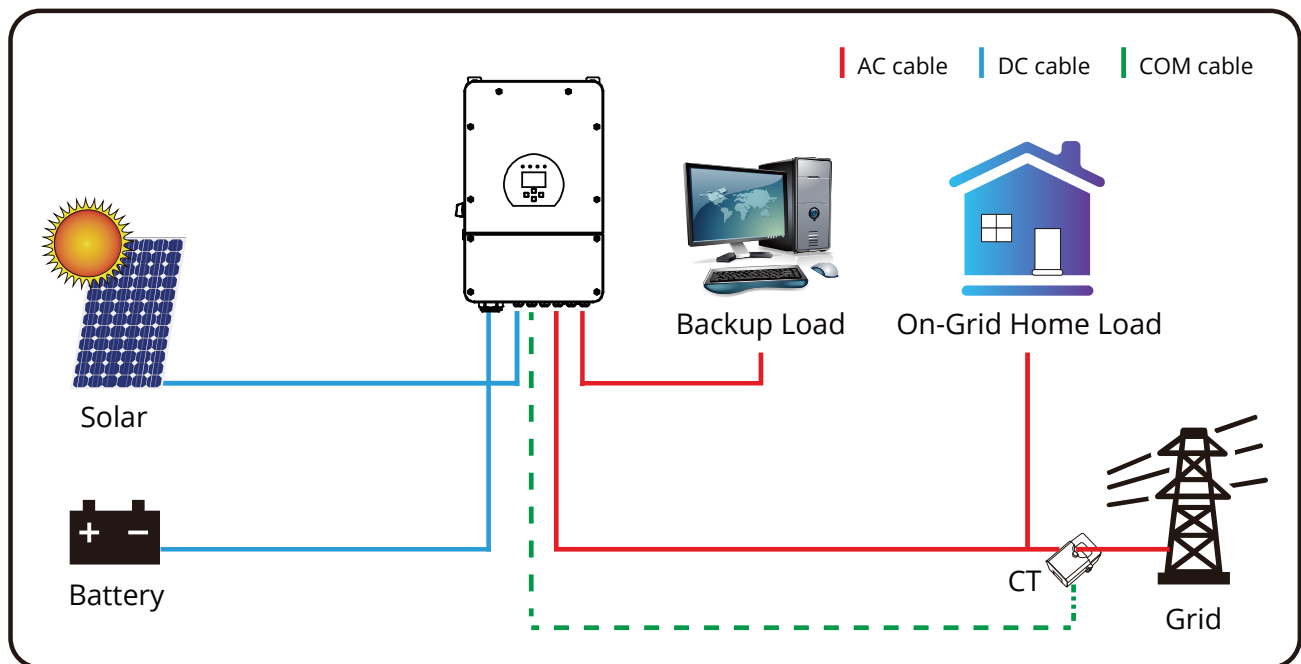 AC cable
DC cable
COM cable
Backup Load
On-Grid Home Load
Solar
Battery
CT
Grid